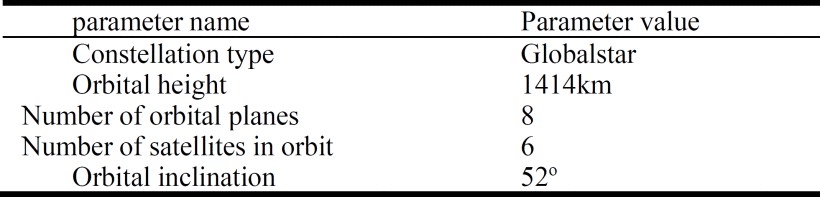 parameter name Parameter value
Constellation type Globalstar
Orbital height 1414km
Number of orbital planes 8
Number of satellites in orbit 6
Orbital inclination 52º